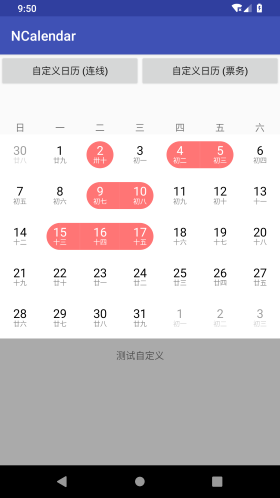 9:50
NCalendar
自定义日历 (连线) 自定义日历 (票务)
日 一 二 三 四 五 六
30 1 2 3 4 5 6
廿八 廿九 卅十 初一 初二 初三 初四
7 8 9 10 11 12 13
初五 初六 初七 初八 初九 初十 十一
14 15 16 17 18 19 20
十二 十三 十四 十五 十六 十七 十八
21 22 23 24 25 26 27
十九 二十 廿一 廿二 廿三 廿四 廿五
28 29 30 31 1 2 3
廿六 廿七 廿八 廿九 初一 初二 初三
测试自定义